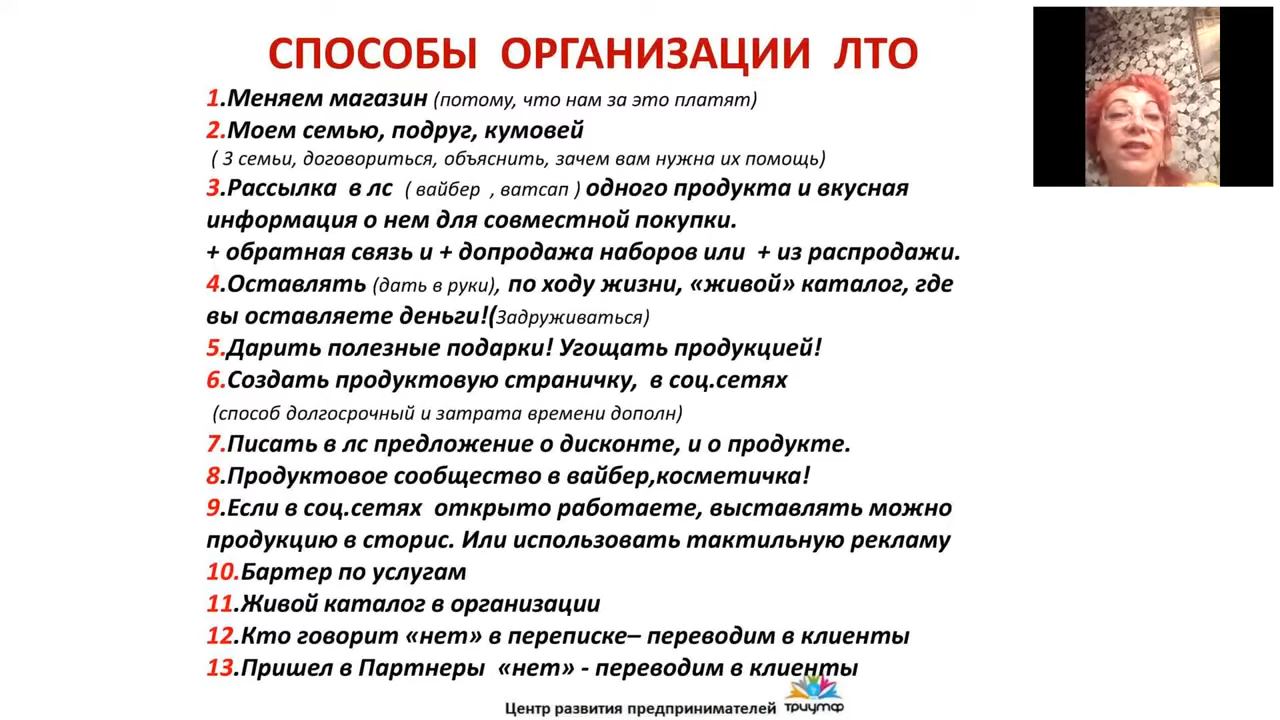 СПОСОБЫ ОРГАНИЗАЦИИ ЛТО
1.Меняем магазин (потому, что нам за это платят)
2.Моем семью, подруг, кумовей
( 3 семьи, договориться, объяснить, зачем вам нужна их помощь)
3.Рассылка в лс ( вайбер , ватсап ) одного продукта и вкусная
информация о нем для совместной покупки.
+ обратная связь и + допродажа наборов или + из распродажи.
4.Оставлять (дать в руки), по ходу жизни, «живой» каталог, где
вы оставляете деньги!(Задруживаться)
5.Дарить полезные подарки! Угощать продукцией!
6.Создать продуктовую страничку, в соц.сетях
(способ долгосрочный и затрата времени дополн)
7.Писать в лс предложение о дисконте, и о продукте.
8.Продуктовое сообщество в вайбер,косметичка!
9.Если в соц.сетях открыто работаете, выставлять можно
продукцию в сторис. Или использовать тактильную рекламу
10.Бартер по услугам
11.Живой каталог в организации
12.Кто говорит «нет» в переписке– переводим в клиенты
13.Пришел в Партнеры «нет» - переводим в клиенты
Центр развития предпринимателей триумф